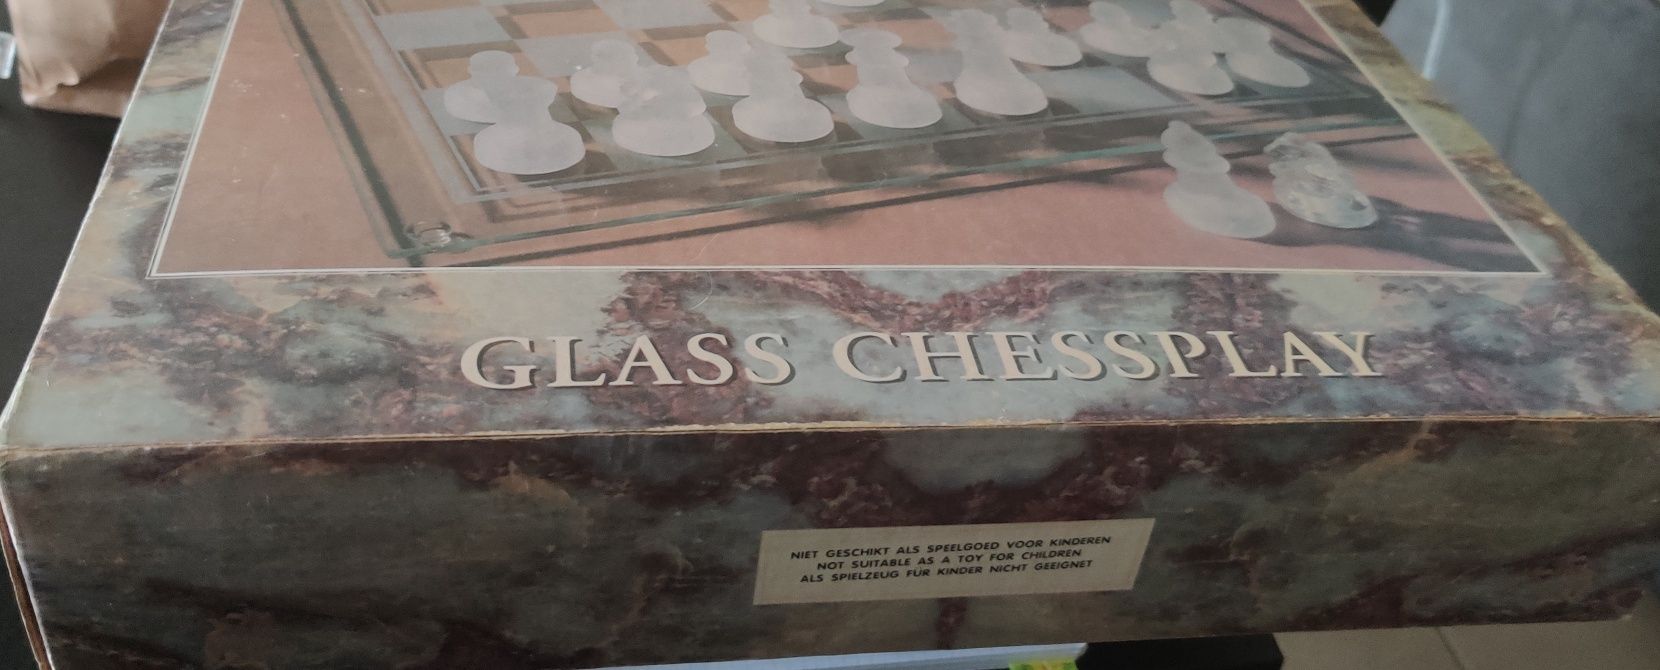 GLASS CHESSPLAY
NIET GESCHIKT ALS SPEELGOED VOOR KINDEREN
NOT SUITABLE AS A TOY FOR CHILDREN
ALS SPIELZEUG FÜR KINDER NICHT GEEIGNET